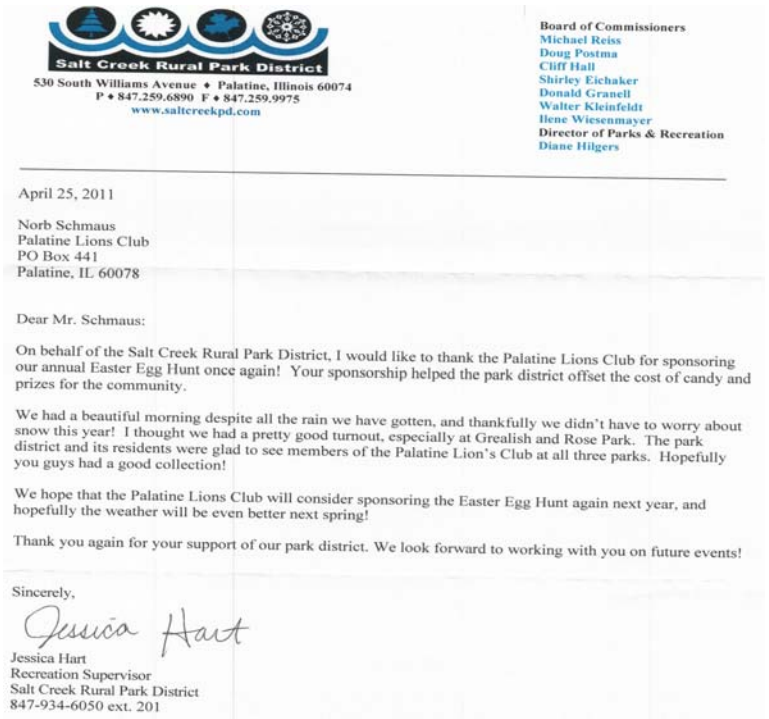 Salt Creek Rural Park District
530 South Williams Avenue ♦ Palatine, Illinois 60074
P ♦ 847.259.6890 F ♦ 847.259.9975
www.saltcreekpd.com
Board of Commissioners
Michael Reiss
Doug Postma
Cliff Hall
Shirley Eichaker
Donald Granell
Walter Kleinfeldt
Ilene Wiesenmayer
Director of Parks & Recreation
Diane Hilgers
April 25, 2011
Norb Schmaus
Palatine Lions Club
PO Box 441
Palatine, IL 60078
Dear Mr. Schmaus:
On behalf of the Salt Creek Rural Park District, I would like to thank the Palatine Lions Club for sponsoring
our annual Easter Egg Hunt once again! Your sponsorship helped the park district offset the cost of candy and
prizes for the community.
We had a beautiful morning despite all the rain we have gotten, and thankfully we didn't have to worry about
snow this year! I thought we had a pretty good turnout, especially at Grealish and Rose Park. The park
district and its residents were glad to see members of the Palatine Lion's Club at all three parks. Hopefully
you guys had a good collection!
We hope that the Palatine Lions Club will consider sponsoring the Easter Egg Hunt again next year, and
hopefully the weather will be even better next spring!
Thank you again for your support of our park district. We look forward to working with you on future events!
Sincerely,
Jessica Hart
Jessica Hart
Recreation Supervisor
Salt Creek Rural Park District
847-934-6050 ext. 201